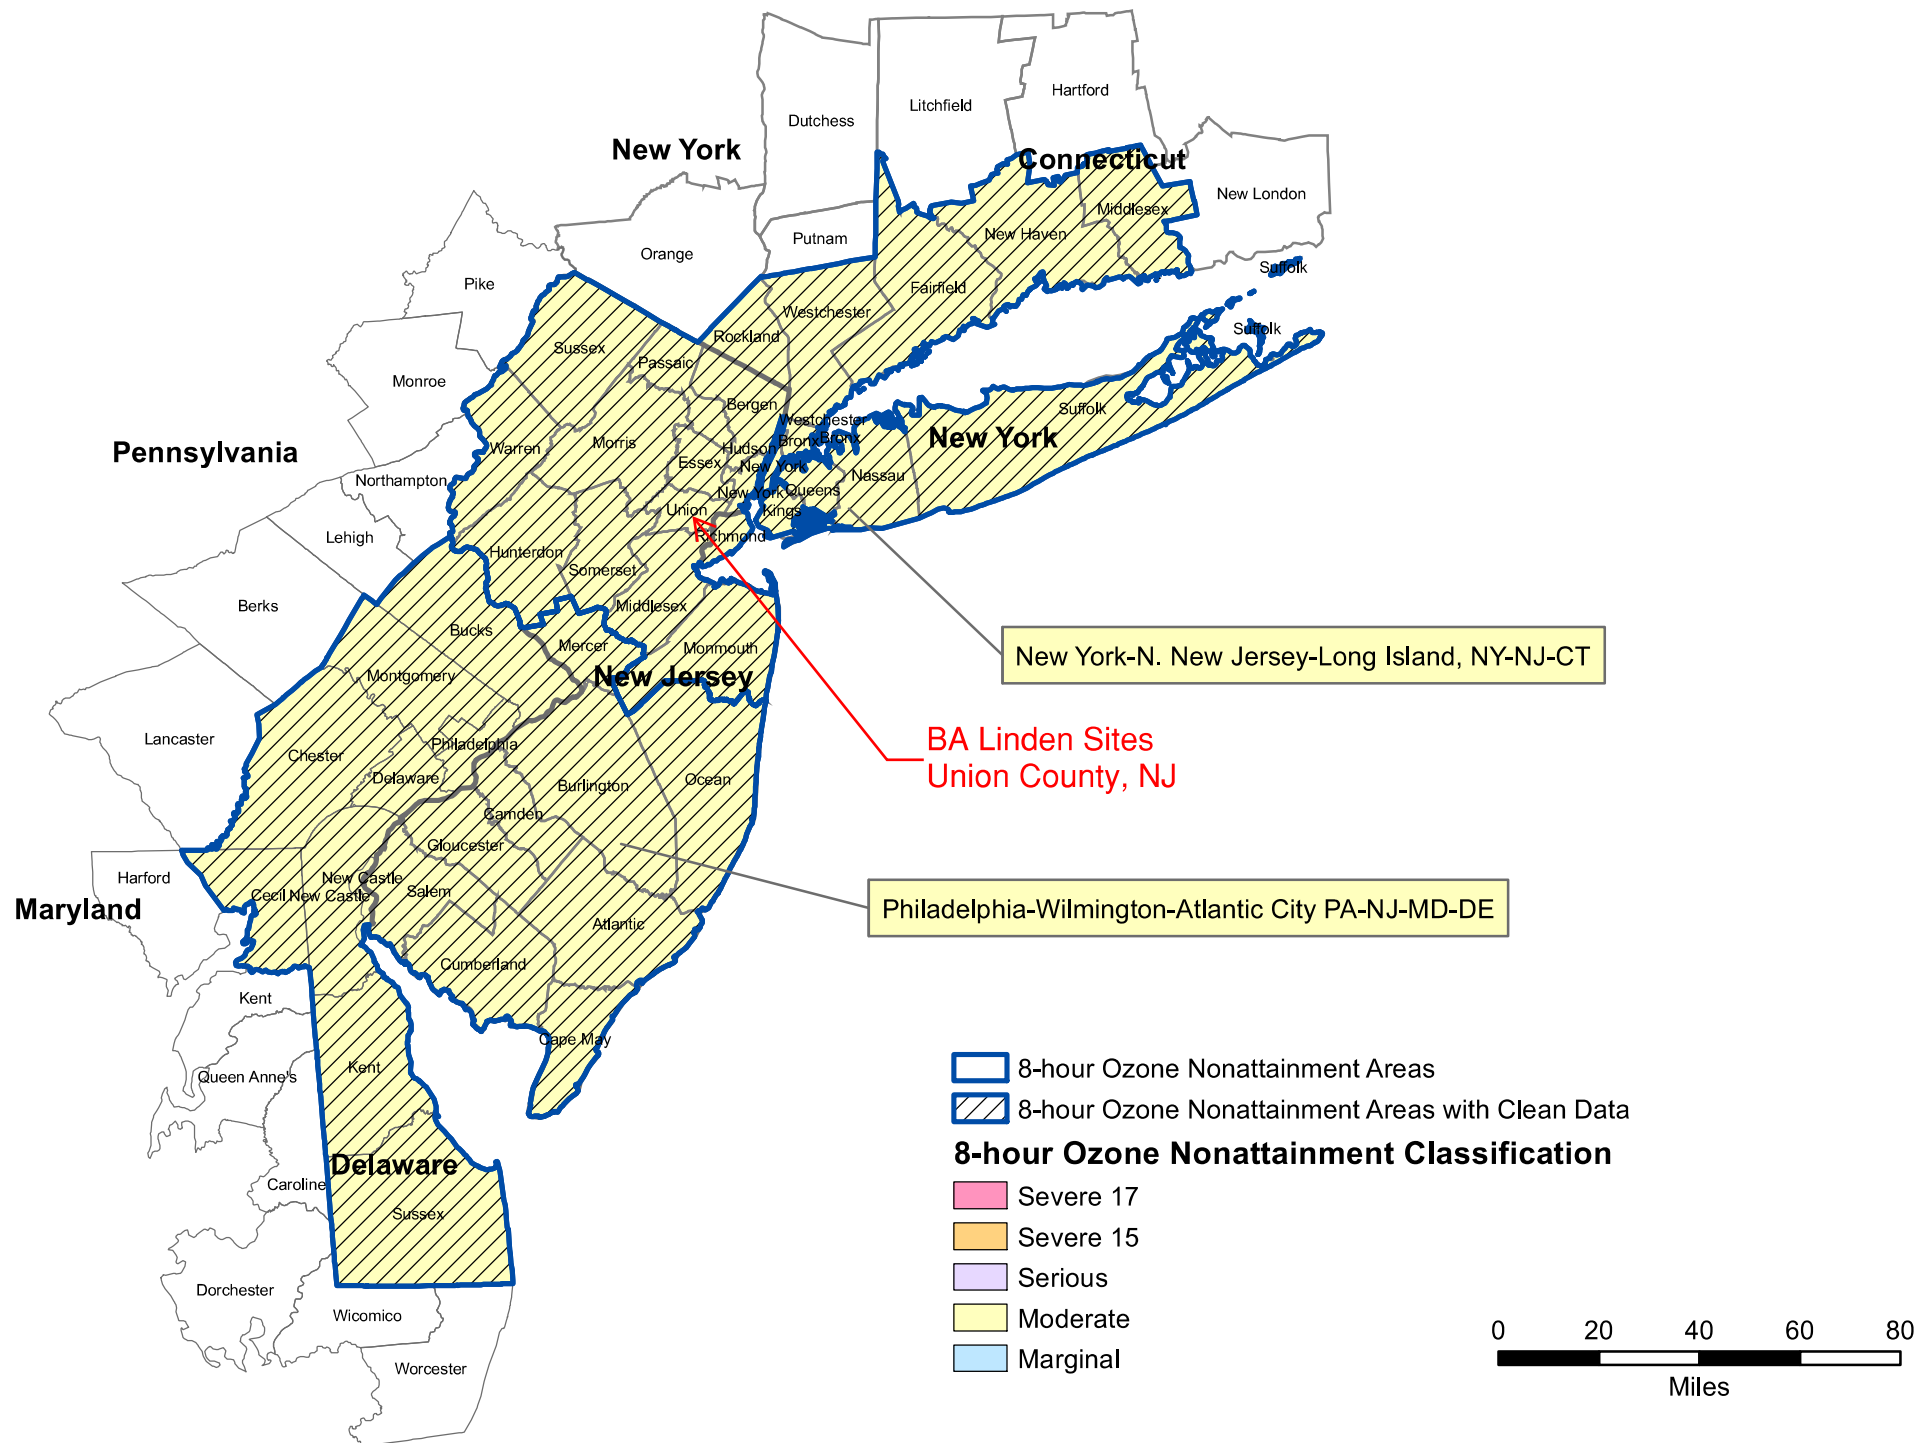 Hartford
Litchfield
Dutchess
New York
Connecticut
New London
Middlesex
New Haven
Putnam
Orange
Suffolk
Pike
Fairfield
Westchester
Suffolk
Rockland
Sussex
Passaic
Monroe
Bergen
Suffolk
Westchester
New York
Bronx
Bronx
Morris
Warren
Hudson
Pennsylvania
Essex
New York
Nassau
Northampton
New York
Queens
Union
Kings
Lehigh
Richmond
Hunterdon
Somerset
Berks
Middlesex
Bucks
Mercer
Monmouth
New York-N. New Jersey-Long Island, NY-NJ-CT
Montgomery
New Jersey
Lancaster
BA Linden Sites
Union County, NJ
Philadelphia
Chester
Delaware
Burlington
Ocean
Camden
Gloucester
Harford
New Castle
Salem
Cecil
New Castle
Maryland
Philadelphia-Wilmington-Atlantic City PA-NJ-MD-DE
Atlantic
Cumberland
Kent
Cape May
Kent
Queen Anne's
8-hour Ozone Nonattainment Areas
8-hour Ozone Nonattainment Areas with Clean Data
8-hour Ozone Nonattainment Classification
Delaware
Caroline
Severe 17
Sussex
Severe 15
Serious
Dorchester
Wicomico
Moderate
Marginal
Worcester
0 20 40 60 80
Miles